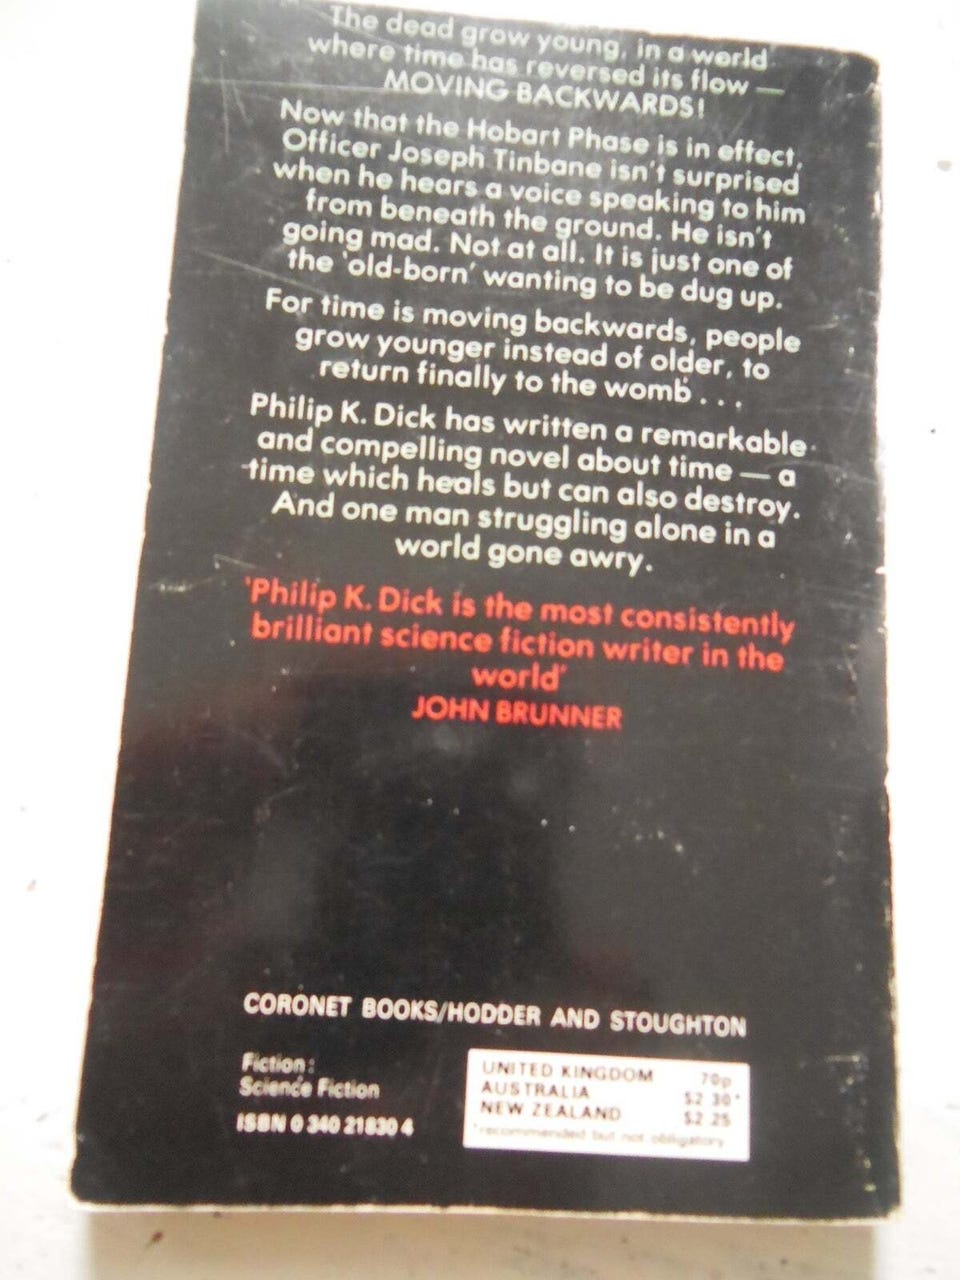 The dead grow young, in a world
where time has reversed its flow —
MOVING BACKWARDS!
Now that the Hobart Phase is in effect,
Officer Joseph Tinbane isn't surprised
when he hears a voice speaking to him
from beneath the ground. He isn't
going mad. Not at all. It is just one of
the 'old-born' wanting to be dug up.
For time is moving backwards, people
grow younger instead of older, to
return finally to the womb . . .
Philip K. Dick has written a remarkable
and compelling novel about time — a
time which heals but can also destroy.
And one man struggling alone in a
world gone awry.
'Philip K. Dick is the most consistently
brilliant science fiction writer in the
world'
JOHN BRUNNER
CORONET BOOKS/HODDER AND STOUGHTON
Fiction:
Science Fiction
ISBN 0 340 21830 4
UNITED KINGDOM 70p
AUSTRALIA $2 30*
NEW ZEALAND $2 25
*recommended but not obligatory